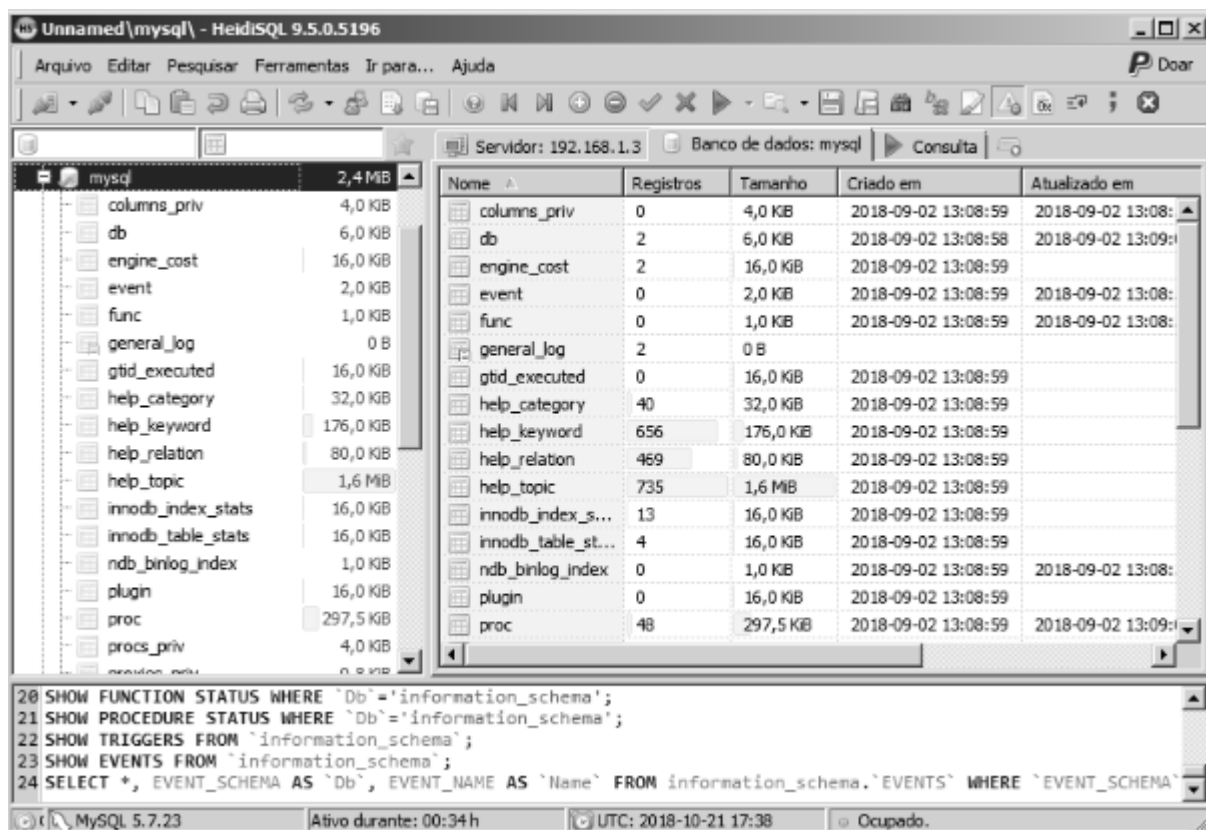 Unnamed\mysql\ - HeidiSQL 9.5.0.5196
Arquivo Editar Pesquisar Ferramentas Ir para... Ajuda Doar
Servidor: 192.168.1.3 Banco de dados: mysql Consulta
mysql 2,4 MiB
columns_priv 4,0 KiB
db 6,0 KiB
engine_cost 16,0 KiB
event 2,0 KiB
func 1,0 KiB
general_log 0 B
gtid_executed 16,0 KiB
help_category 32,0 KiB
help_keyword 176,0 KiB
help_relation 80,0 KiB
help_topic 1,6 MiB
innodb_index_stats 16,0 KiB
innodb_table_stats 16,0 KiB
ndb_binlog_index 1,0 KiB
plugin 16,0 KiB
proc 297,5 KiB
procs_priv 4,0 KiB
Nome Registros Tamanho Criado em Atualizado em
columns_priv 0 4,0 KiB 2018-09-02 13:08:59 2018-09-02 13:08:
db 2 6,0 KiB 2018-09-02 13:08:58 2018-09-02 13:09:
engine_cost 2 16,0 KiB 2018-09-02 13:08:59
event 0 2,0 KiB 2018-09-02 13:08:59 2018-09-02 13:08:
func 0 1,0 KiB 2018-09-02 13:08:59 2018-09-02 13:08:
general_log 2 0 B
gtid_executed 0 16,0 KiB 2018-09-02 13:08:59
help_category 40 32,0 KiB 2018-09-02 13:08:59
help_keyword 656 176,0 KiB 2018-09-02 13:08:59
help_relation 469 80,0 KiB 2018-09-02 13:08:59
help_topic 735 1,6 MiB 2018-09-02 13:08:59
innodb_index_s... 13 16,0 KiB 2018-09-02 13:08:59
innodb_table_st... 4 16,0 KiB 2018-09-02 13:08:59
ndb_binlog_index 0 1,0 KiB 2018-09-02 13:08:59 2018-09-02 13:08:
plugin 0 16,0 KiB 2018-09-02 13:08:59
proc 48 297,5 KiB 2018-09-02 13:08:59 2018-09-02 13:09:
20 SHOW FUNCTION STATUS WHERE `Db`='information_schema';
21 SHOW PROCEDURE STATUS WHERE `Db`='information_schema';
22 SHOW TRIGGERS FROM `information_schema`;
23 SHOW EVENTS FROM `information_schema`;
24 SELECT *, EVENT_SCHEMA AS `Db`, EVENT_NAME AS `Name` FROM information_schema.`EVENTS` WHERE `EVENT_SCHEMA`
MySQL 5.7.23 Ativo durante: 00:34 h UTC: 2018-10-21 17:38 Ocupado.